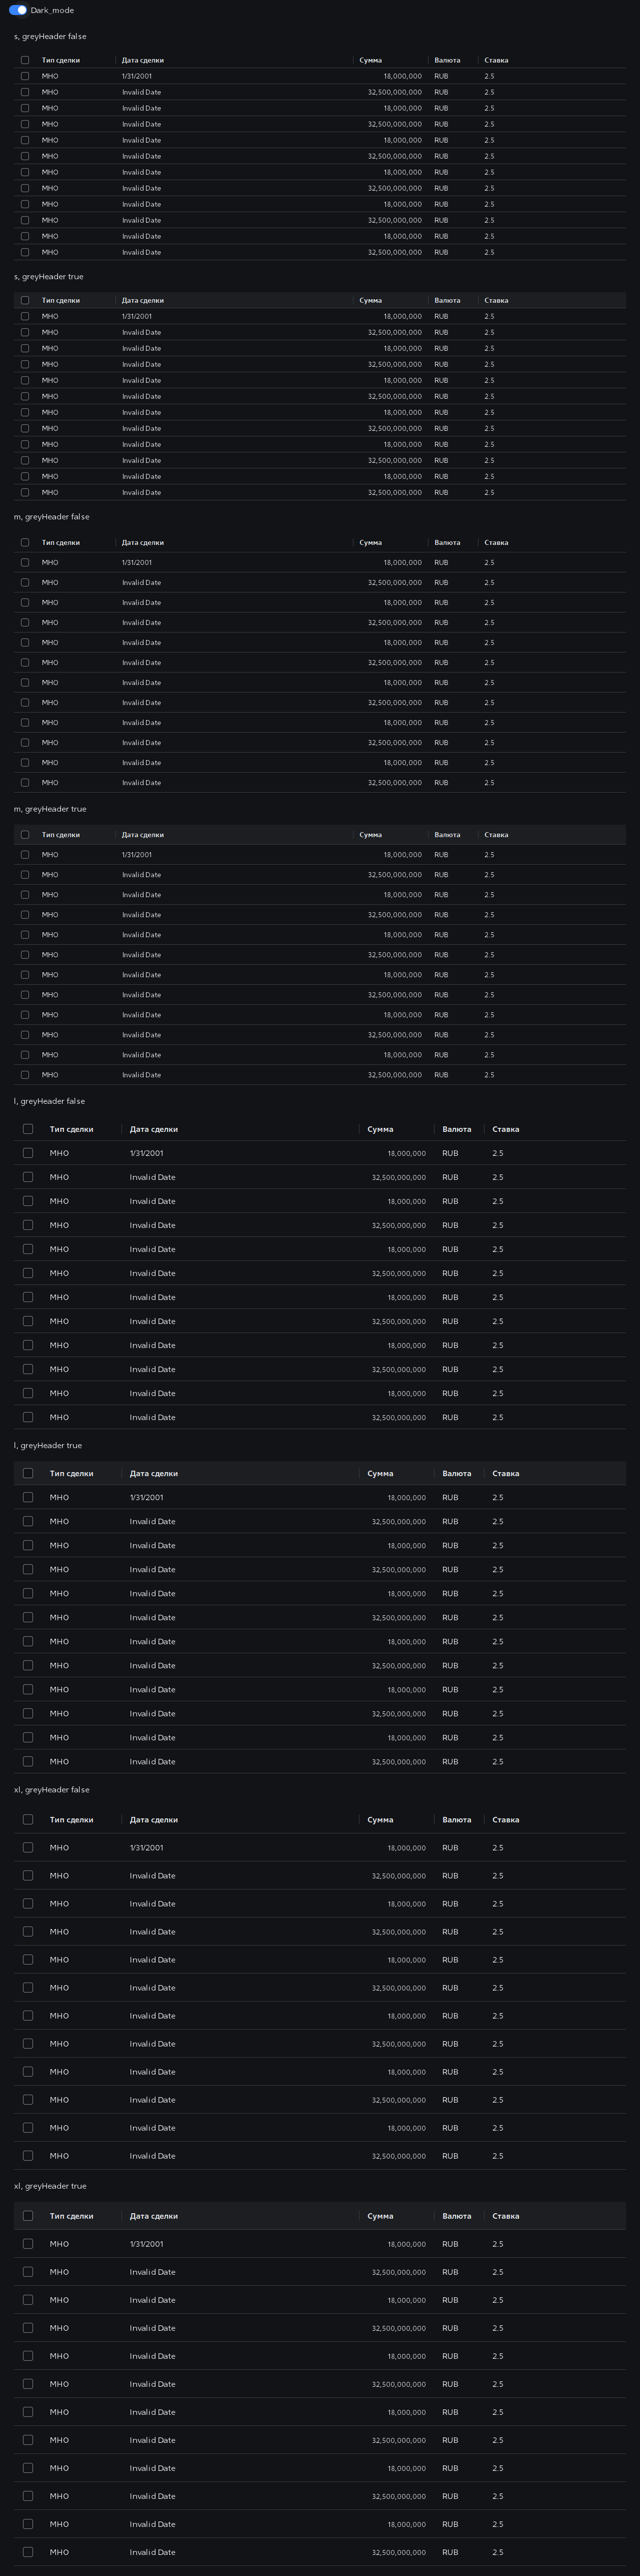 Dark_mode
s, greyHeader false
Тип сделки Дата сделки Сумма Валюта Ставка
МНО 1/31/2001 18,000,000 RUB 2.5
МНО Invalid Date 32,500,000,000 RUB 2.5
МНО Invalid Date 18,000,000 RUB 2.5
МНО Invalid Date 32,500,000,000 RUB 2.5
МНО Invalid Date 18,000,000 RUB 2.5
МНО Invalid Date 32,500,000,000 RUB 2.5
МНО Invalid Date 18,000,000 RUB 2.5
МНО Invalid Date 32,500,000,000 RUB 2.5
МНО Invalid Date 18,000,000 RUB 2.5
МНО Invalid Date 32,500,000,000 RUB 2.5
МНО Invalid Date 18,000,000 RUB 2.5
МНО Invalid Date 32,500,000,000 RUB 2.5
s, greyHeader true
Тип сделки Дата сделки Сумма Валюта Ставка
МНО 1/31/2001 18,000,000 RUB 2.5
МНО Invalid Date 32,500,000,000 RUB 2.5
МНО Invalid Date 18,000,000 RUB 2.5
МНО Invalid Date 32,500,000,000 RUB 2.5
МНО Invalid Date 18,000,000 RUB 2.5
МНО Invalid Date 32,500,000,000 RUB 2.5
МНО Invalid Date 18,000,000 RUB 2.5
МНО Invalid Date 32,500,000,000 RUB 2.5
МНО Invalid Date 18,000,000 RUB 2.5
МНО Invalid Date 32,500,000,000 RUB 2.5
МНО Invalid Date 18,000,000 RUB 2.5
МНО Invalid Date 32,500,000,000 RUB 2.5
m, greyHeader false
Тип сделки Дата сделки Сумма Валюта Ставка
МНО 1/31/2001 18,000,000 RUB 2.5
МНО Invalid Date 32,500,000,000 RUB 2.5
МНО Invalid Date 18,000,000 RUB 2.5
МНО Invalid Date 32,500,000,000 RUB 2.5
МНО Invalid Date 18,000,000 RUB 2.5
МНО Invalid Date 32,500,000,000 RUB 2.5
МНО Invalid Date 18,000,000 RUB 2.5
МНО Invalid Date 32,500,000,000 RUB 2.5
МНО Invalid Date 18,000,000 RUB 2.5
МНО Invalid Date 32,500,000,000 RUB 2.5
МНО Invalid Date 18,000,000 RUB 2.5
МНО Invalid Date 32,500,000,000 RUB 2.5
m, greyHeader true
Тип сделки Дата сделки Сумма Валюта Ставка
МНО 1/31/2001 18,000,000 RUB 2.5
МНО Invalid Date 32,500,000,000 RUB 2.5
МНО Invalid Date 18,000,000 RUB 2.5
МНО Invalid Date 32,500,000,000 RUB 2.5
МНО Invalid Date 18,000,000 RUB 2.5
МНО Invalid Date 32,500,000,000 RUB 2.5
МНО Invalid Date 18,000,000 RUB 2.5
МНО Invalid Date 32,500,000,000 RUB 2.5
МНО Invalid Date 18,000,000 RUB 2.5
МНО Invalid Date 32,500,000,000 RUB 2.5
МНО Invalid Date 18,000,000 RUB 2.5
МНО Invalid Date 32,500,000,000 RUB 2.5
l, greyHeader false
Тип сделки Дата сделки Сумма Валюта Ставка
МНО 1/31/2001 18,000,000 RUB 2.5
МНО Invalid Date 32,500,000,000 RUB 2.5
МНО Invalid Date 18,000,000 RUB 2.5
МНО Invalid Date 32,500,000,000 RUB 2.5
МНО Invalid Date 18,000,000 RUB 2.5
МНО Invalid Date 32,500,000,000 RUB 2.5
МНО Invalid Date 18,000,000 RUB 2.5
МНО Invalid Date 32,500,000,000 RUB 2.5
МНО Invalid Date 18,000,000 RUB 2.5
МНО Invalid Date 32,500,000,000 RUB 2.5
МНО Invalid Date 18,000,000 RUB 2.5
МНО Invalid Date 32,500,000,000 RUB 2.5
l, greyHeader true
Тип сделки Дата сделки Сумма Валюта Ставка
МНО 1/31/2001 18,000,000 RUB 2.5
МНО Invalid Date 32,500,000,000 RUB 2.5
МНО Invalid Date 18,000,000 RUB 2.5
МНО Invalid Date 32,500,000,000 RUB 2.5
МНО Invalid Date 18,000,000 RUB 2.5
МНО Invalid Date 32,500,000,000 RUB 2.5
МНО Invalid Date 18,000,000 RUB 2.5
МНО Invalid Date 32,500,000,000 RUB 2.5
МНО Invalid Date 18,000,000 RUB 2.5
МНО Invalid Date 32,500,000,000 RUB 2.5
МНО Invalid Date 18,000,000 RUB 2.5
МНО Invalid Date 32,500,000,000 RUB 2.5
xl, greyHeader false
Тип сделки Дата сделки Сумма Валюта Ставка
МНО 1/31/2001 18,000,000 RUB 2.5
МНО Invalid Date 32,500,000,000 RUB 2.5
МНО Invalid Date 18,000,000 RUB 2.5
МНО Invalid Date 32,500,000,000 RUB 2.5
МНО Invalid Date 18,000,000 RUB 2.5
МНО Invalid Date 32,500,000,000 RUB 2.5
МНО Invalid Date 18,000,000 RUB 2.5
МНО Invalid Date 32,500,000,000 RUB 2.5
МНО Invalid Date 18,000,000 RUB 2.5
МНО Invalid Date 32,500,000,000 RUB 2.5
МНО Invalid Date 18,000,000 RUB 2.5
МНО Invalid Date 32,500,000,000 RUB 2.5
xl, greyHeader true
Тип сделки Дата сделки Сумма Валюта Ставка
МНО 1/31/2001 18,000,000 RUB 2.5
МНО Invalid Date 32,500,000,000 RUB 2.5
МНО Invalid Date 18,000,000 RUB 2.5
МНО Invalid Date 32,500,000,000 RUB 2.5
МНО Invalid Date 18,000,000 RUB 2.5
МНО Invalid Date 32,500,000,000 RUB 2.5
МНО Invalid Date 18,000,000 RUB 2.5
МНО Invalid Date 32,500,000,000 RUB 2.5
МНО Invalid Date 18,000,000 RUB 2.5
МНО Invalid Date 32,500,000,000 RUB 2.5
МНО Invalid Date 18,000,000 RUB 2.5
МНО Invalid Date 32,500,000,000 RUB 2.5